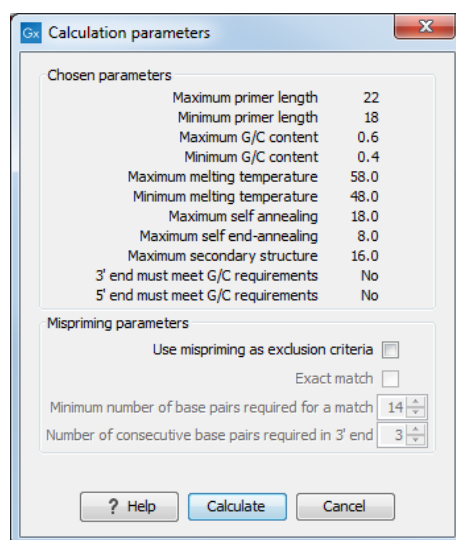 Gx Calculation parameters
Chosen parameters
Maximum primer length 22
Minimum primer length 18
Maximum G/C content 0.6
Minimum G/C content 0.4
Maximum melting temperature 58.0
Minimum melting temperature 48.0
Maximum self annealing 18.0
Maximum self end-annealing 8.0
Maximum secondary structure 16.0
3' end must meet G/C requirements No
5' end must meet G/C requirements No
Mispriming parameters
Use mispriming as exclusion criteria
Exact match
Minimum number of base pairs required for a match 14
Number of consecutive base pairs required in 3' end 3
? Help Calculate Cancel